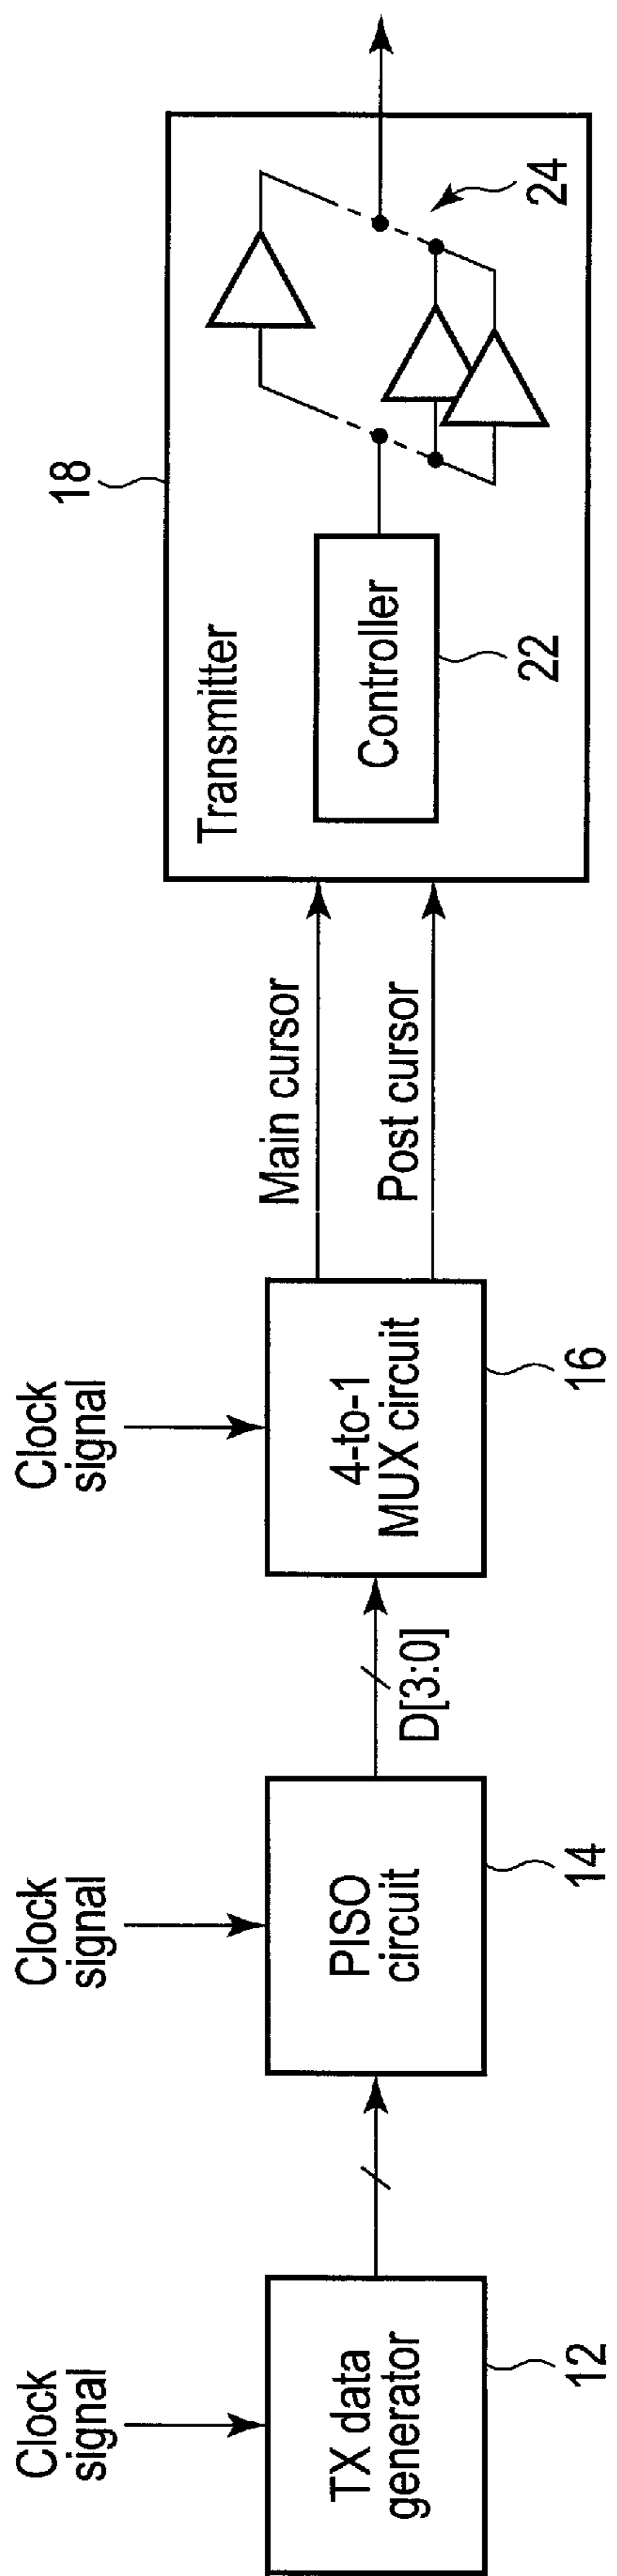 Clock
signal
TX data
generator
12
Clock
signal
PISO
circuit
14
D[3:0]
Clock
signal
4-to-1
MUX circuit
16
Main cursor
Post cursor
18
Transmitter
Controller
22
24